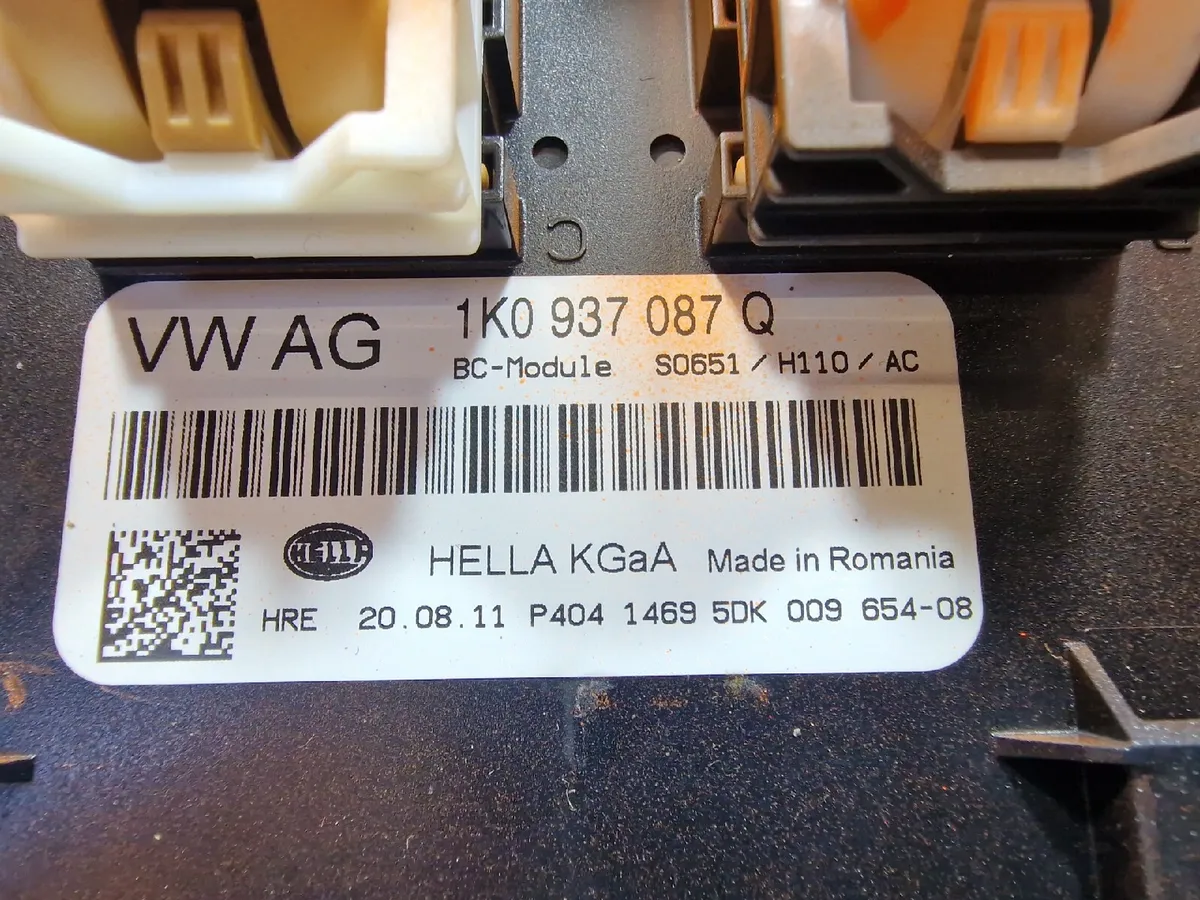 C
VW AG 1K0 937 087 Q
BC-Module S0651 / H110 / AC
HELLA HELLA KGaA Made in Romania
HRE 20.08.11 P404 1469 5DK 009 654-08